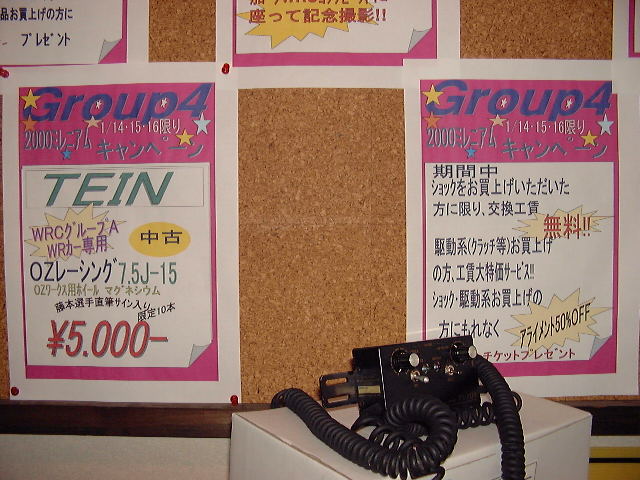 品お買上げの方に
プレゼント
座って記念撮影!!
Group4
1/14・15・16限り
2000ミレニアム
キャンペーン
TEIN
WRCグループA
WRカー専用
中古
OZレーシング7.5J-15
OZワークス用ホイール マグネシウム
藤本選手直筆サイン入り
限定10本
¥5.000-
Group4
1/14・15・16限り
2000ミレニアム
キャンペーン
期間中
ショックをお買上げいただいた
方に限り、交換工賃
無料!!
駆動系(クラッチ等)お買上げ
の方、工賃大特価サービス!!
ショック・駆動系お買上げの
方にもれなく
アライメント50%OFF
チケットプレゼント